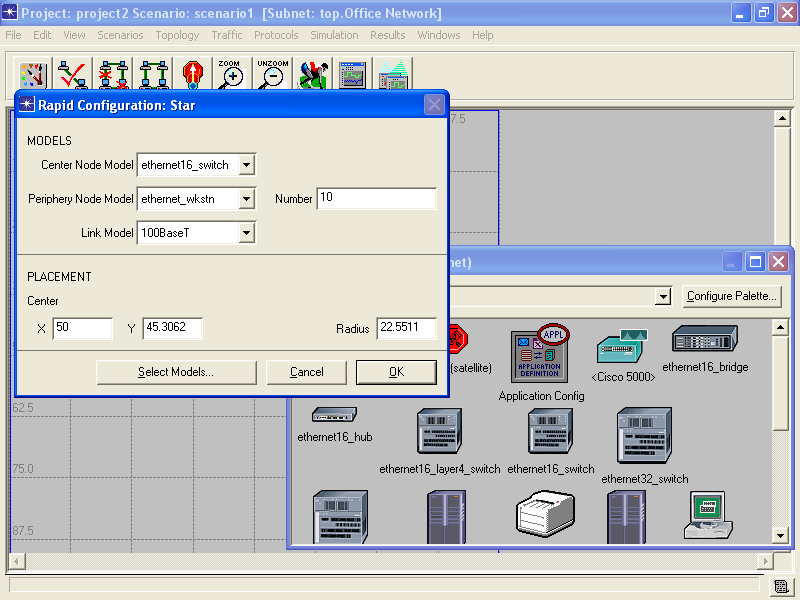 Project: project2 Scenario: scenario1 [Subnet: top.Office Network]
File Edit View Scenarios Topology Traffic Protocols Simulation Results Windows Help
ZOOM UNZOOM
Rapid Configuration: Star
7.5
MODELS
Center Node Model ethernet16_switch
Periphery Node Model ethernet_wkstn Number 10
Link Model 100BaseT
PLACEMENT
Center
X 50 Y 45.3062 Radius 22.5511
Select Models... Cancel OK
net)
Configure Palette...
(satellite)
APPL
APPLICATION
DEFINITION
Application Config
<Cisco 5000>
ethernet16_bridge
62.5
ethernet16_hub
ethernet16_layer4_switch
ethernet16_switch
ethernet32_switch
75.0
87.5